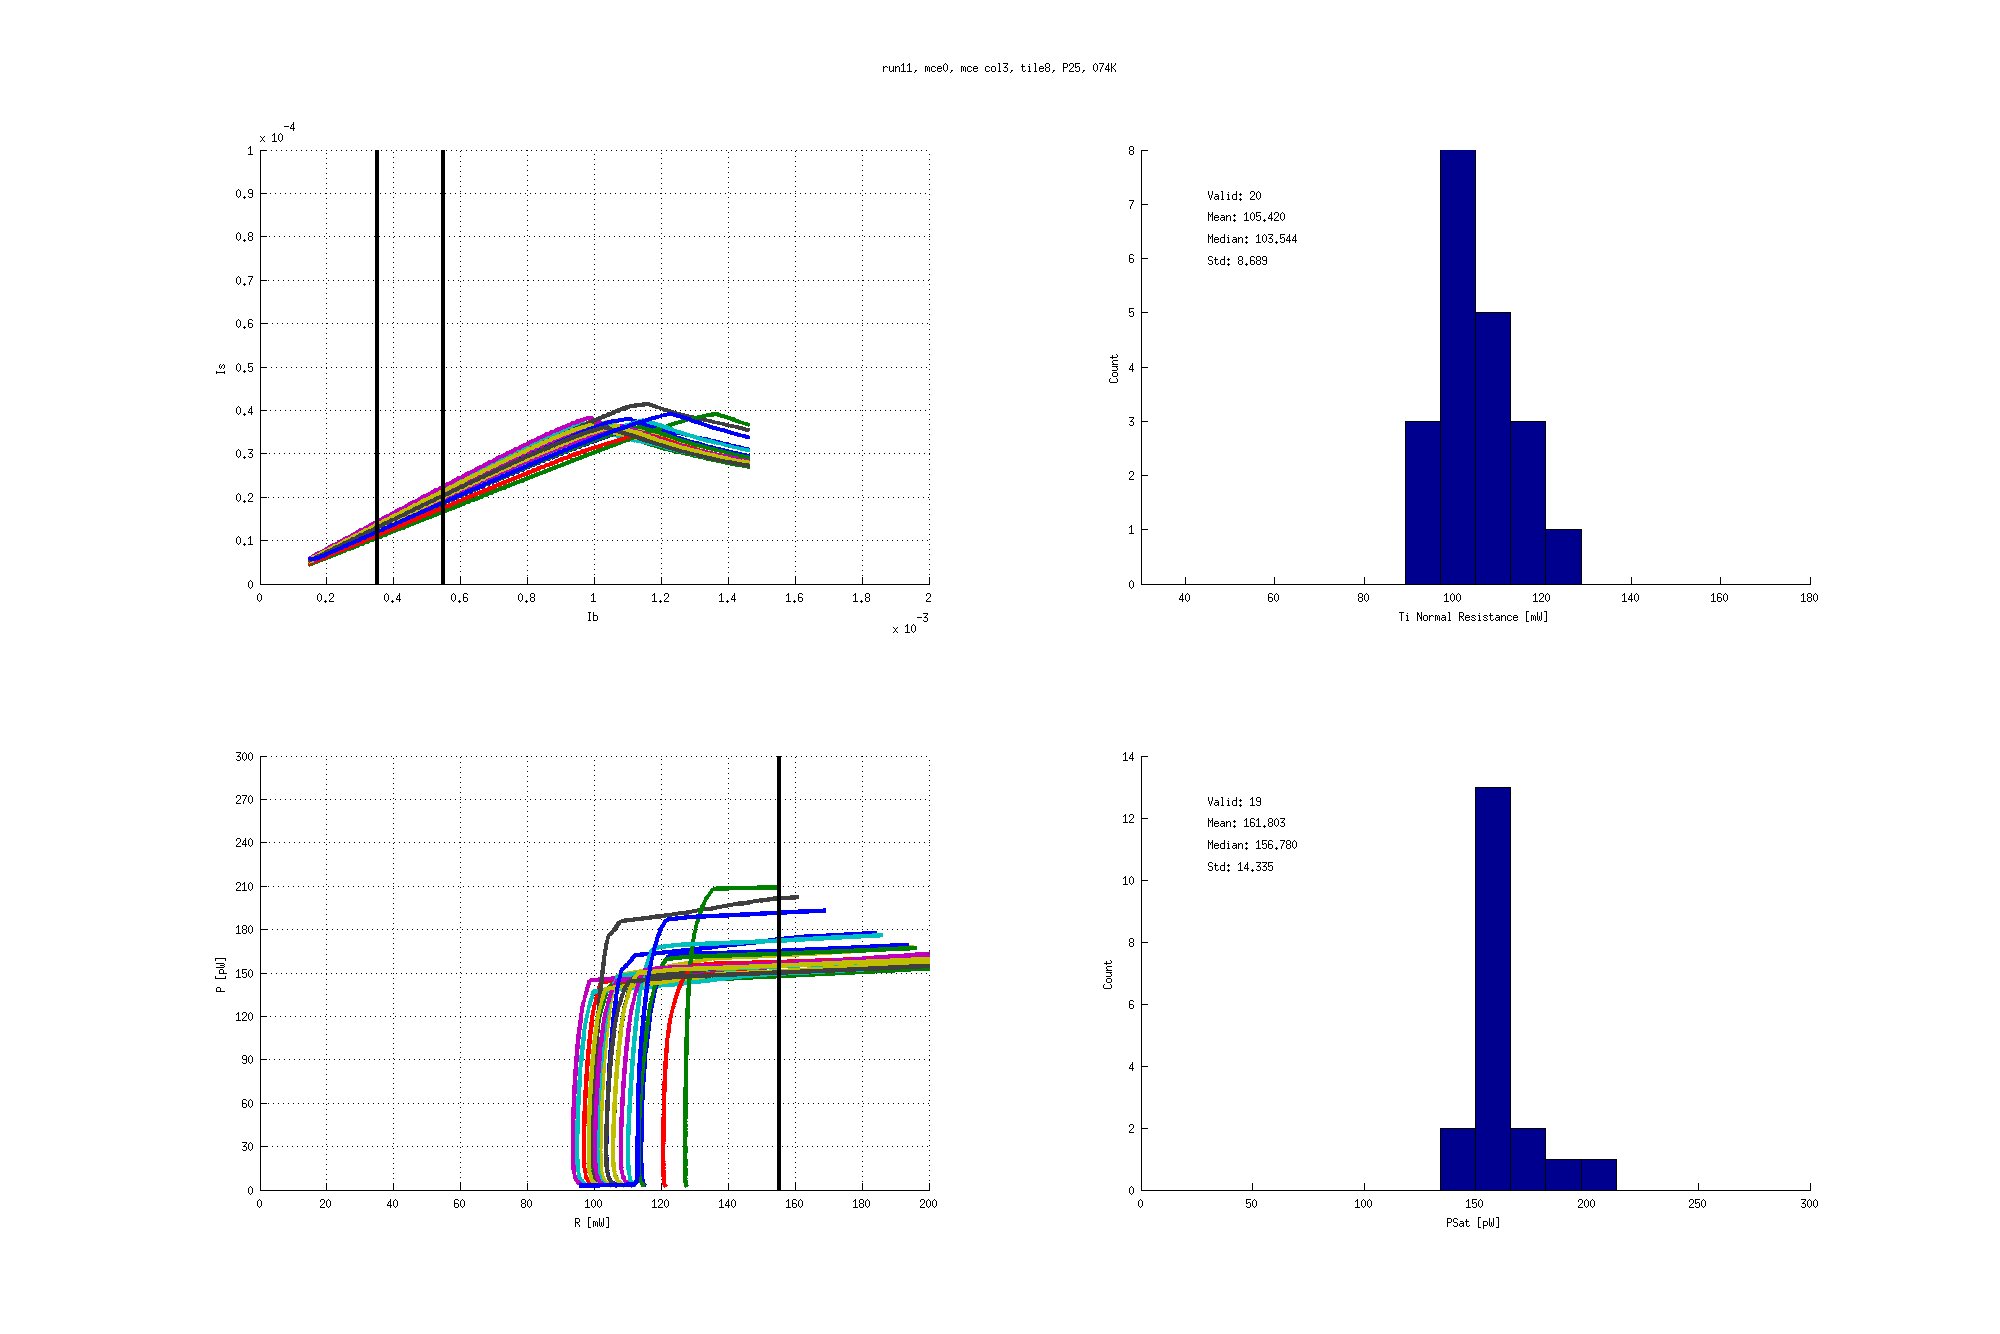 run11, mce0, mce col3, tile8, P25, 074K
x 10 -4
1
0.9
0.8
0.7
0.6
0.5
0.4
0.3
0.2
0.1
0
Is
0 0.2 0.4 0.6 0.8 1 1.2 1.4 1.6 1.8 2
Ib
x 10 -3
8
7
6
5
4
3
2
1
0
Count
Valid: 20
Mean: 105.420
Median: 103.544
Std: 8.689
40 60 80 100 120 140 160 180
Ti Normal Resistance [mW]
300
270
240
210
180
150
120
90
60
30
0
P [pW]
0 20 40 60 80 100 120 140 160 180 200
R [mW]
14
12
10
8
6
4
2
0
Count
Valid: 19
Mean: 161.803
Median: 156.780
Std: 14.335
0 50 100 150 200 250 300
PSat [pW]